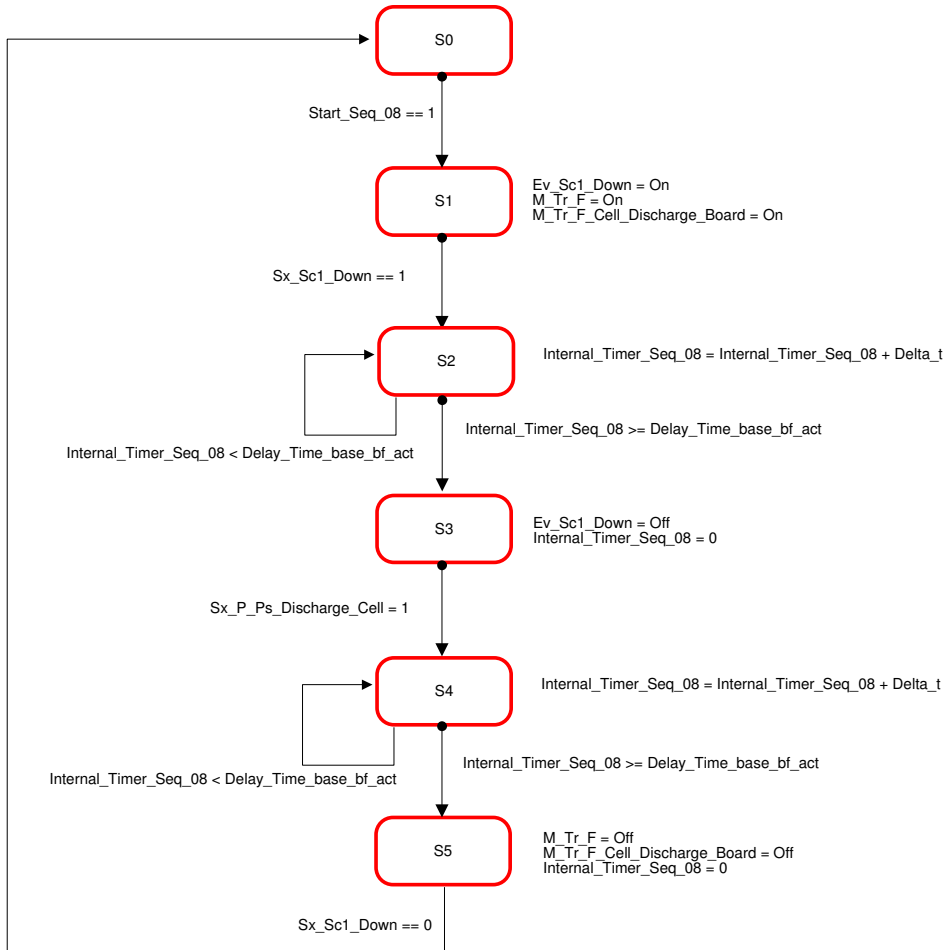 S0
Start_Seq_08 == 1
S1
Ev_Sc1_Down = On
M_Tr_F = On
M_Tr_F_Cell_Discharge_Board = On
Sx_Sc1_Down == 1
S2
Internal_Timer_Seq_08 = Internal_Timer_Seq_08 + Delta_t
Internal_Timer_Seq_08 >= Delay_Time_base_bf_act
Internal_Timer_Seq_08 < Delay_Time_base_bf_act
S3
Ev_Sc1_Down = Off
Internal_Timer_Seq_08 = 0
Sx_P_Ps_Discharge_Cell = 1
S4
Internal_Timer_Seq_08 = Internal_Timer_Seq_08 + Delta_t
Internal_Timer_Seq_08 >= Delay_Time_base_bf_act
Internal_Timer_Seq_08 < Delay_Time_base_bf_act
S5
M_Tr_F = Off
M_Tr_F_Cell_Discharge_Board = Off
Internal_Timer_Seq_08 = 0
Sx_Sc1_Down == 0